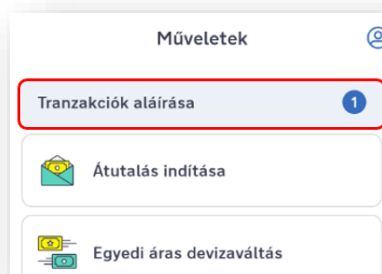 Műveletek
Tranzakciók aláírása 1
Átutalás indítása
Egyedi áras devizaváltás